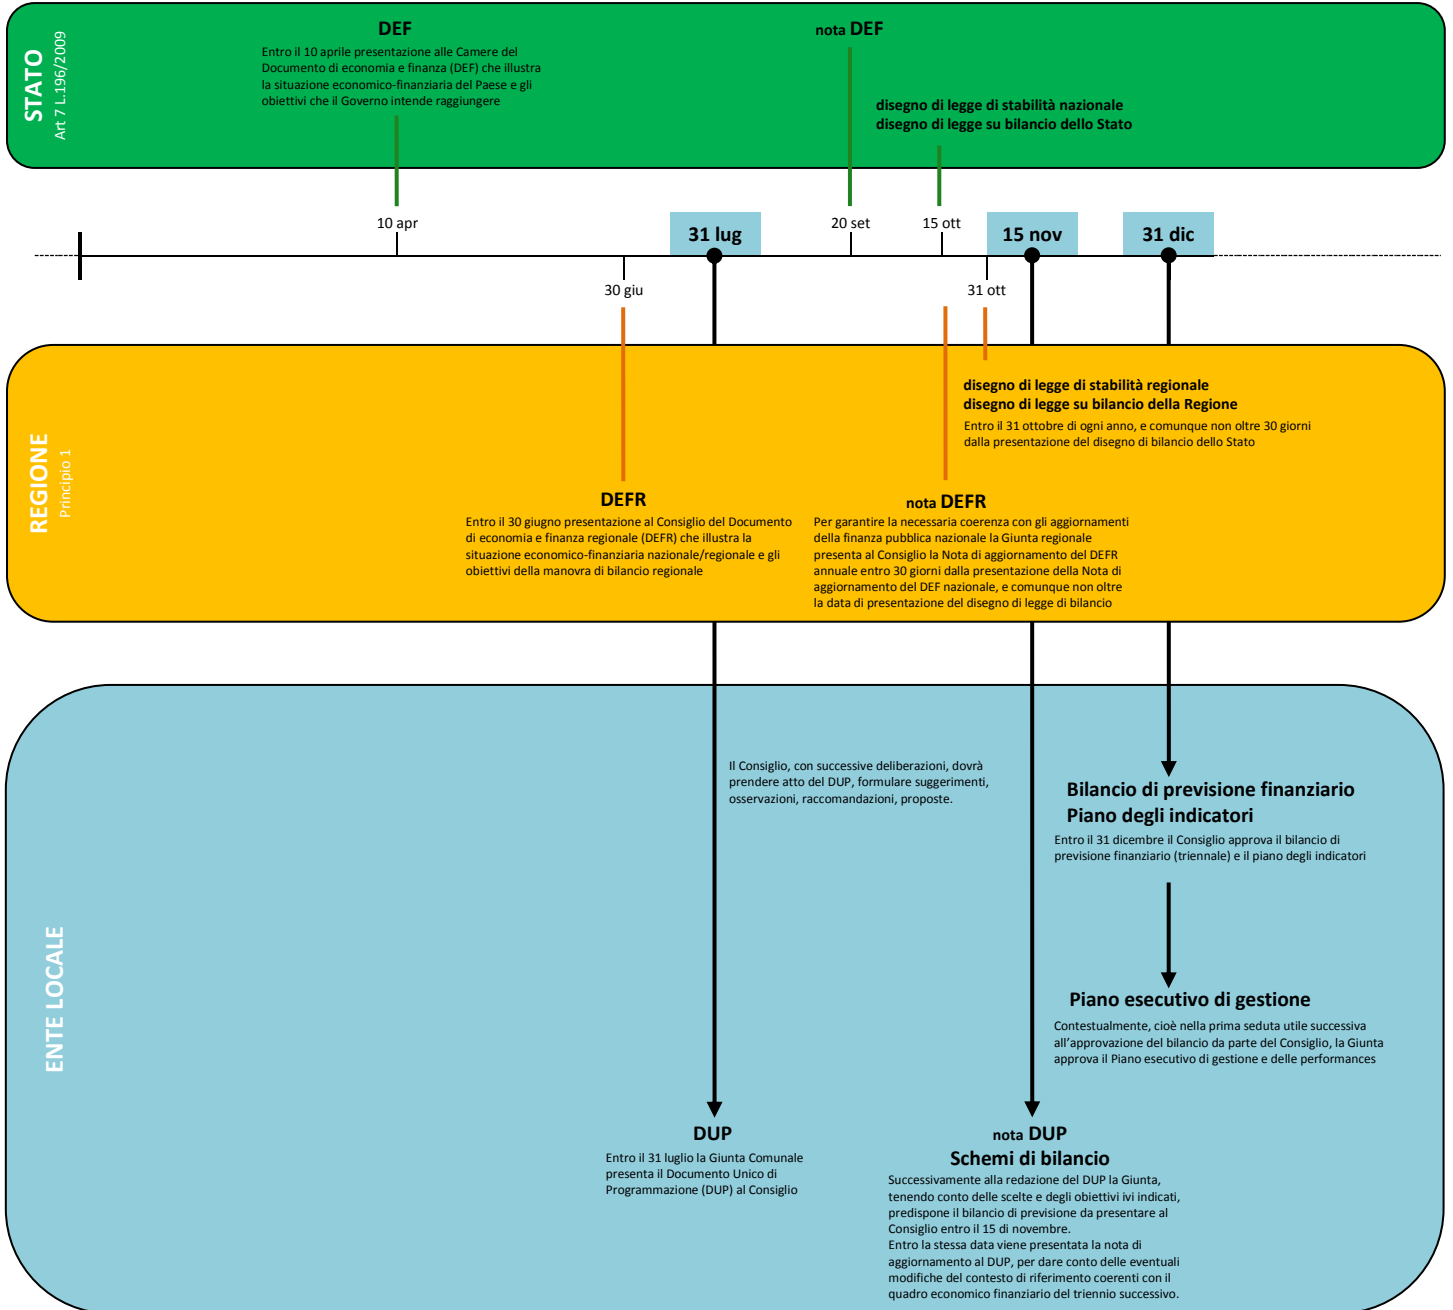 STATO
Art 7 L.196/2009
DEF
Entro il 10 aprile presentazione alle Camere del
Documento di economia e finanza (DEF) che illustra
la situazione economico-finanziaria del Paese e gli
obiettivi che il Governo intende raggiungere
nota DEF
disegno di legge di stabilità nazionale
disegno di legge su bilancio dello Stato
10 apr
31 lug
20 set
15 ott
15 nov
31 dic
30 giu
31 ott
REGIONE
Principio 1
disegno di legge di stabilità regionale
disegno di legge su bilancio della Regione
Entro il 31 ottobre di ogni anno, e comunque non oltre 30 giorni
dalla presentazione del disegno di bilancio dello Stato
DEFR
Entro il 30 giugno presentazione al Consiglio del Documento
di economia e finanza regionale (DEFR) che illustra la
situazione economico-finanziaria nazionale/regionale e gli
obiettivi della manovra di bilancio regionale
nota DEFR
Per garantire la necessaria coerenza con gli aggiornamenti
della finanza pubblica nazionale la Giunta regionale
presenta al Consiglio la Nota di aggiornamento del DEFR
annuale entro 30 giorni dalla presentazione della Nota di
aggiornamento del DEF nazionale, e comunque non oltre
la data di presentazione del disegno di legge di bilancio
ENTE LOCALE
Il Consiglio, con successive deliberazioni, dovrà
prendere atto del DUP, formulare suggerimenti,
osservazioni, raccomandazioni, proposte.
Bilancio di previsione finanziario
Piano degli indicatori
Entro il 31 dicembre il Consiglio approva il bilancio di
previsione finanziario (triennale) e il piano degli indicatori
Piano esecutivo di gestione
Contestualmente, cioè nella prima seduta utile successiva
all'approvazione del bilancio da parte del Consiglio, la Giunta
approva il Piano esecutivo di gestione e delle performances
DUP
Entro il 31 luglio la Giunta Comunale
presenta il Documento Unico di
Programmazione (DUP) al Consiglio
nota DUP
Schemi di bilancio
Successivamente alla redazione del DUP la Giunta,
tenendo conto delle scelte e degli obiettivi ivi indicati,
predispone il bilancio di previsione da presentare al
Consiglio entro il 15 di novembre.
Entro la stessa data viene presentata la nota di
aggiornamento al DUP, per dare conto delle eventuali
modifiche del contesto di riferimento coerenti con il
quadro economico finanziario del triennio successivo.